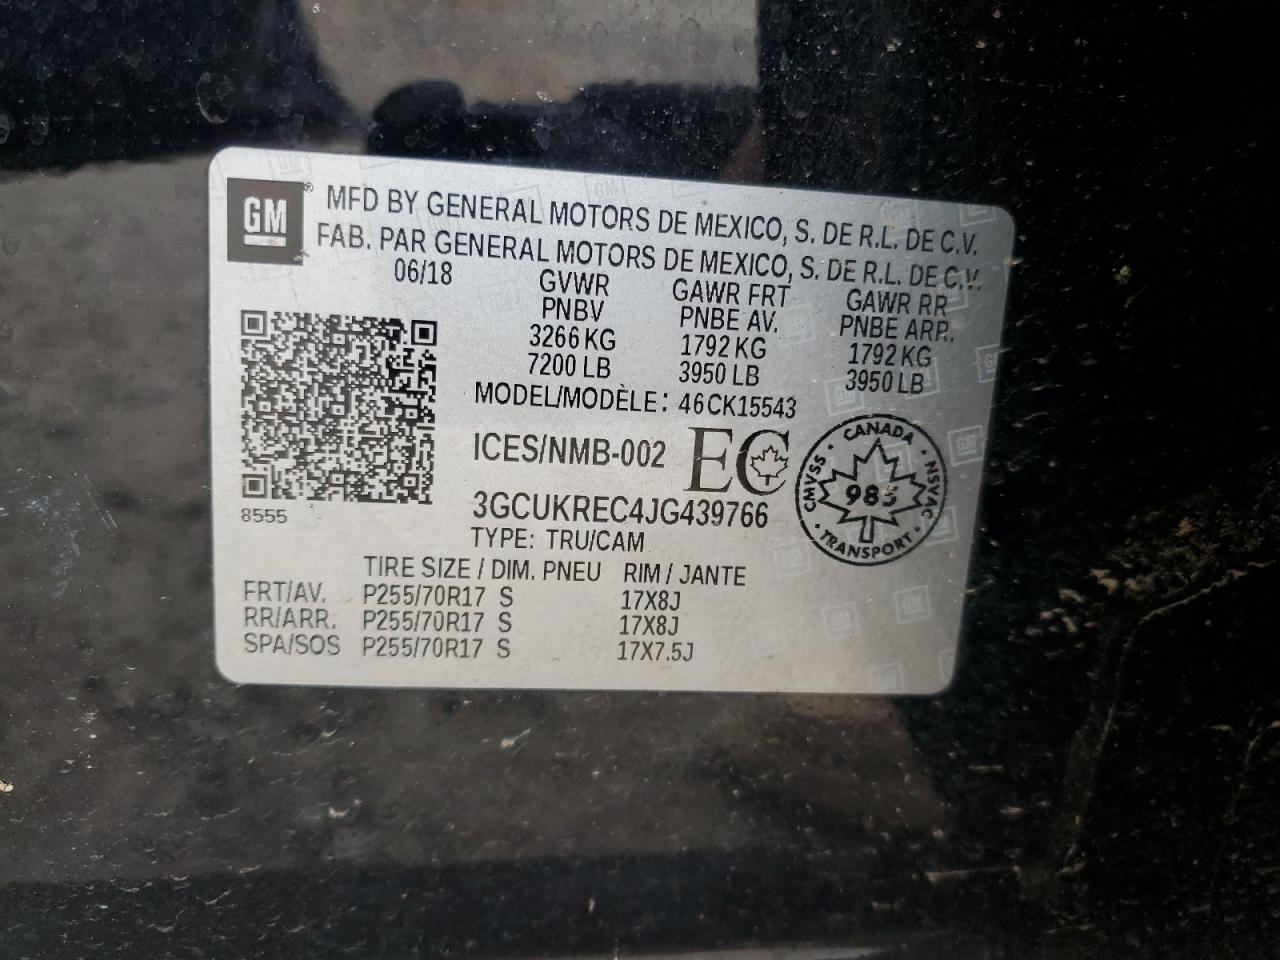 GM®
MFD BY GENERAL MOTORS DE MEXICO, S. DE R.L. DE C.V.
FAB. PAR GENERAL MOTORS DE MEXICO, S. DE R.L. DE C.V.
06/18 GVWR GAWR FRT GAWR RR
PNBV PNBE AV. PNBE ARR.
3266 KG 1792 KG 1792 KG
7200 LB 3950 LB 3950 LB
MODEL/MODÈLE: 46CK15543
ICES/NMB-002 EC
CANADA
CMVSS · NSVAC
TRANSPORT
3GCUKREC4JG439766
8555
TYPE: TRU/CAM
TIRE SIZE / DIM. PNEU RIM / JANTE
FRT/AV. P255/70R17 S 17X8J
RR/ARR. P255/70R17 S 17X8J
SPA/SOS P255/70R17 S 17X7.5J